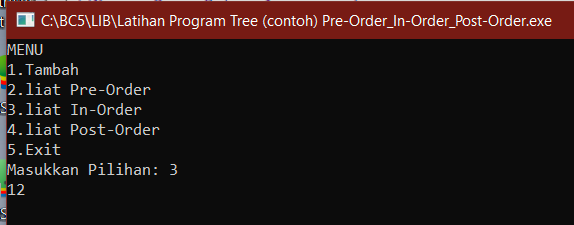 C:\BC5\LIB\Latihan Program Tree (contoh) Pre-Order_In-Order_Post-Order.exe
MENU
1.Tambah
2.liat Pre-Order
3.liat In-Order
4.liat Post-Order
5.Exit
Masukkan Pilihan: 3
12